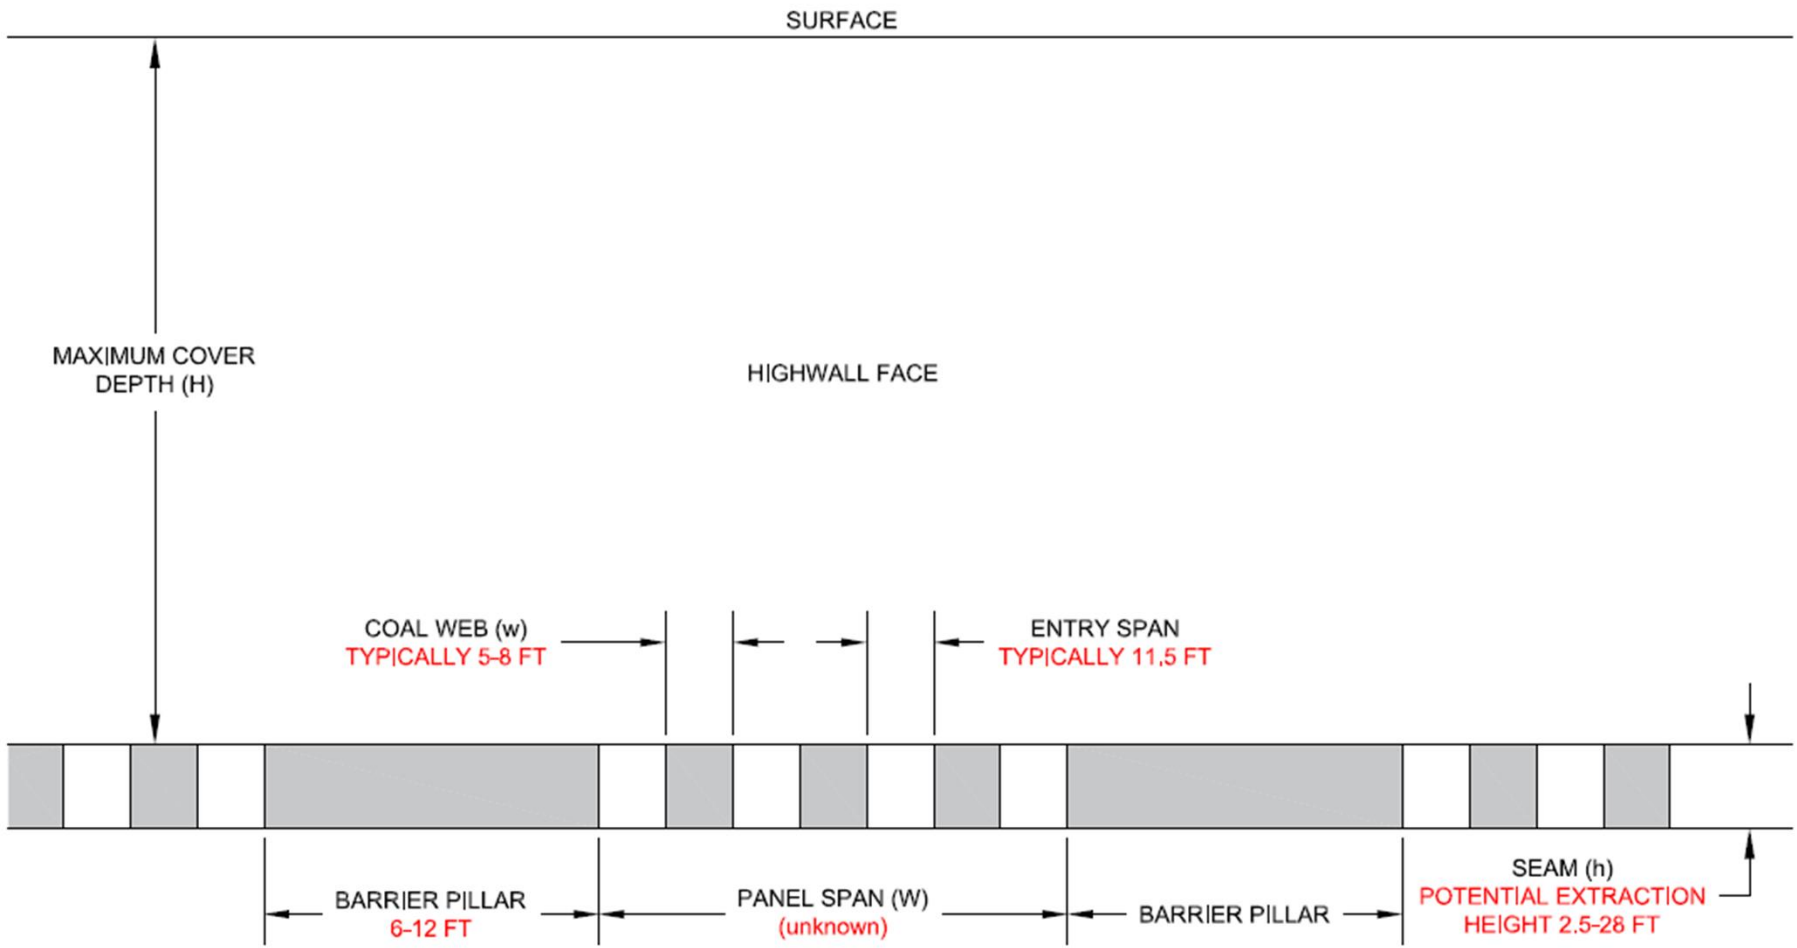 SURFACE
MAXIMUM COVER
DEPTH (H)
HIGHWALL FACE
COAL WEB (w)
TYPICALLY 5-8 FT
ENTRY SPAN
TYPICALLY 11.5 FT
BARRIER PILLAR
6-12 FT
PANEL SPAN (W)
(unknown)
BARRIER PILLAR
SEAM (h)
POTENTIAL EXTRACTION
HEIGHT 2.5-28 FT